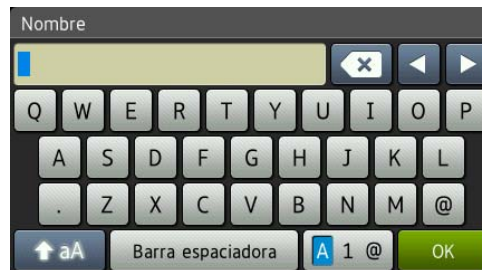 Nombre
Q W E R T Y U I O P
A S D F G H J K L
. Z X C V B N M @
aA Barra espaciadora A 1 @ OK